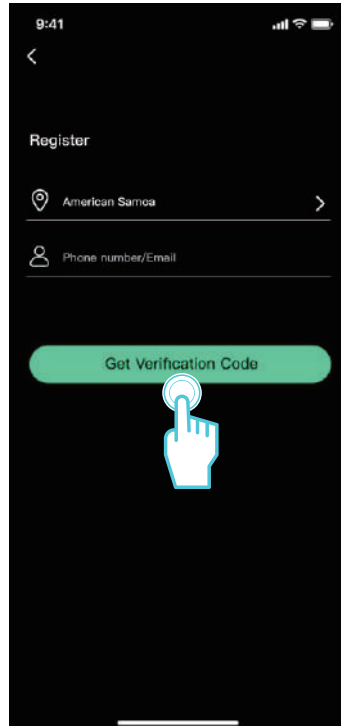 9:41
Register
American Samoa
Phone number/Email
Get Verification Code